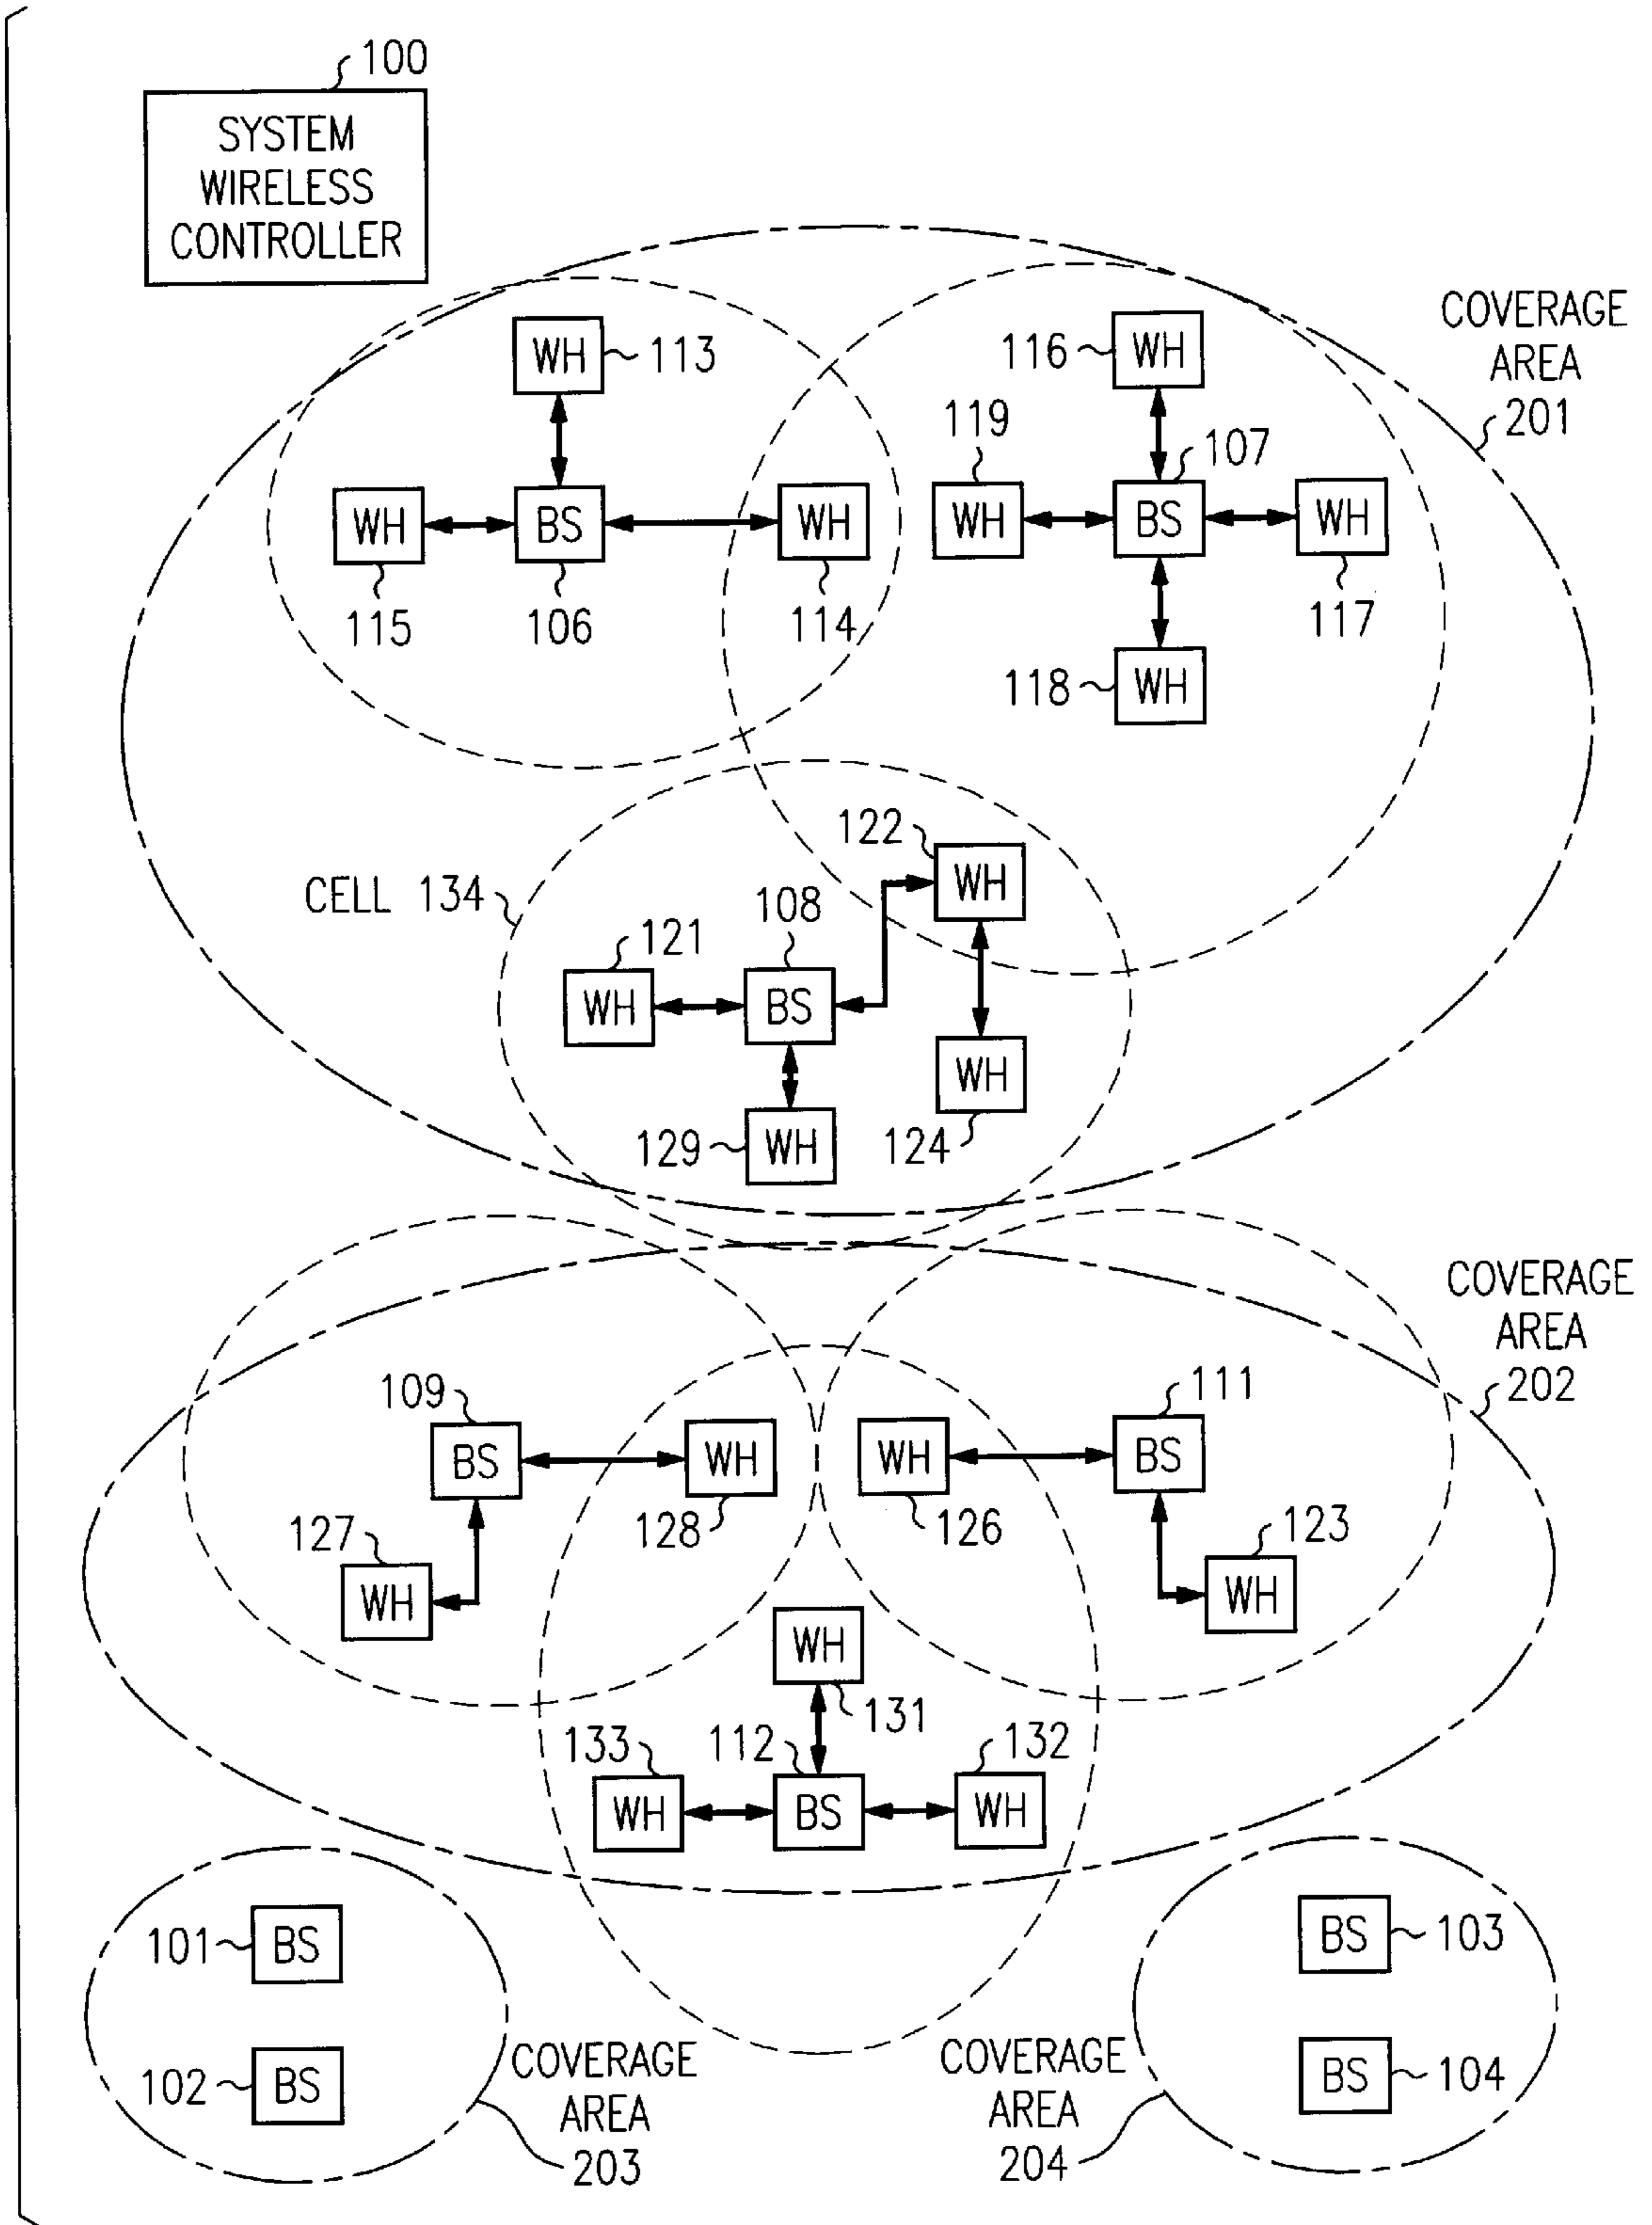 100
SYSTEM
WIRELESS
CONTROLLER
COVERAGE
AREA
201
WH
113
116
WH
119
107
WH
BS
WH
WH
BS
WH
115
106
114
117
118
WH
122
WH
CELL 134
108
121
WH
BS
WH
129
WH
124
COVERAGE
AREA
202
109
111
BS
WH
WH
BS
128
126
127
123
WH
WH
WH
131
133
112
132
WH
BS
WH
101
BS
BS
103
102
BS
BS
104
COVERAGE
AREA
203
COVERAGE
AREA
204